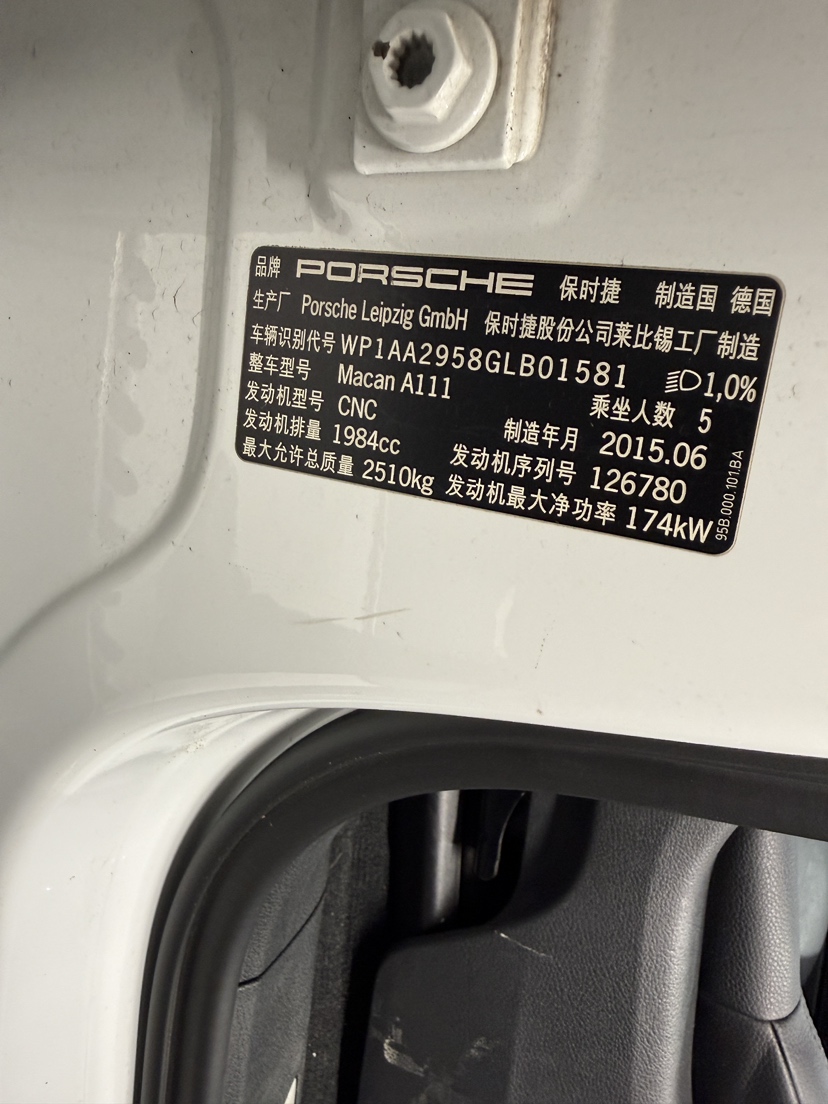 品牌 PORSCHE 保时捷 制造国 德国
生产厂 Porsche Leipzig GmbH 保时捷股份公司莱比锡工厂制造
车辆识别代号 WP1AA2958GLB01581 1,0%
整车型号 Macan A111 乘坐人数 5
发动机型号 CNC 制造年月 2015.06
发动机排量 1984cc 发动机序列号 126780
最大允许总质量 2510kg 发动机最大净功率 174kW
95B.000.101.BA